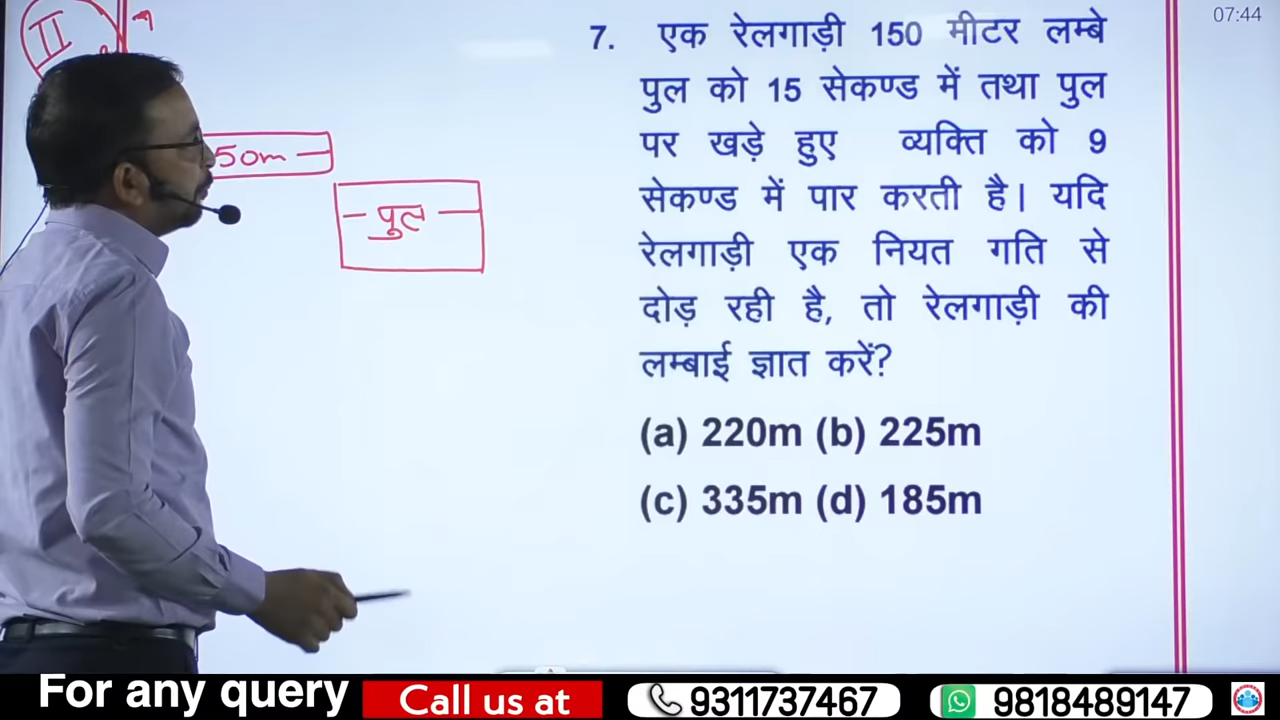 07:44
II
50m
पुल
7. एक रेलगाड़ी 150 मीटर लम्बे
पुल को 15 सेकण्ड में तथा पुल
पर खड़े हुए व्यक्ति को 9
सेकण्ड में पार करती है। यदि
रेलगाड़ी एक नियत गति से
दोड़ रही है, तो रेलगाड़ी की
लम्बाई ज्ञात करें?
(a) 220m (b) 225m
(c) 335m (d) 185m
For any query Call us at 9311737467 9818489147